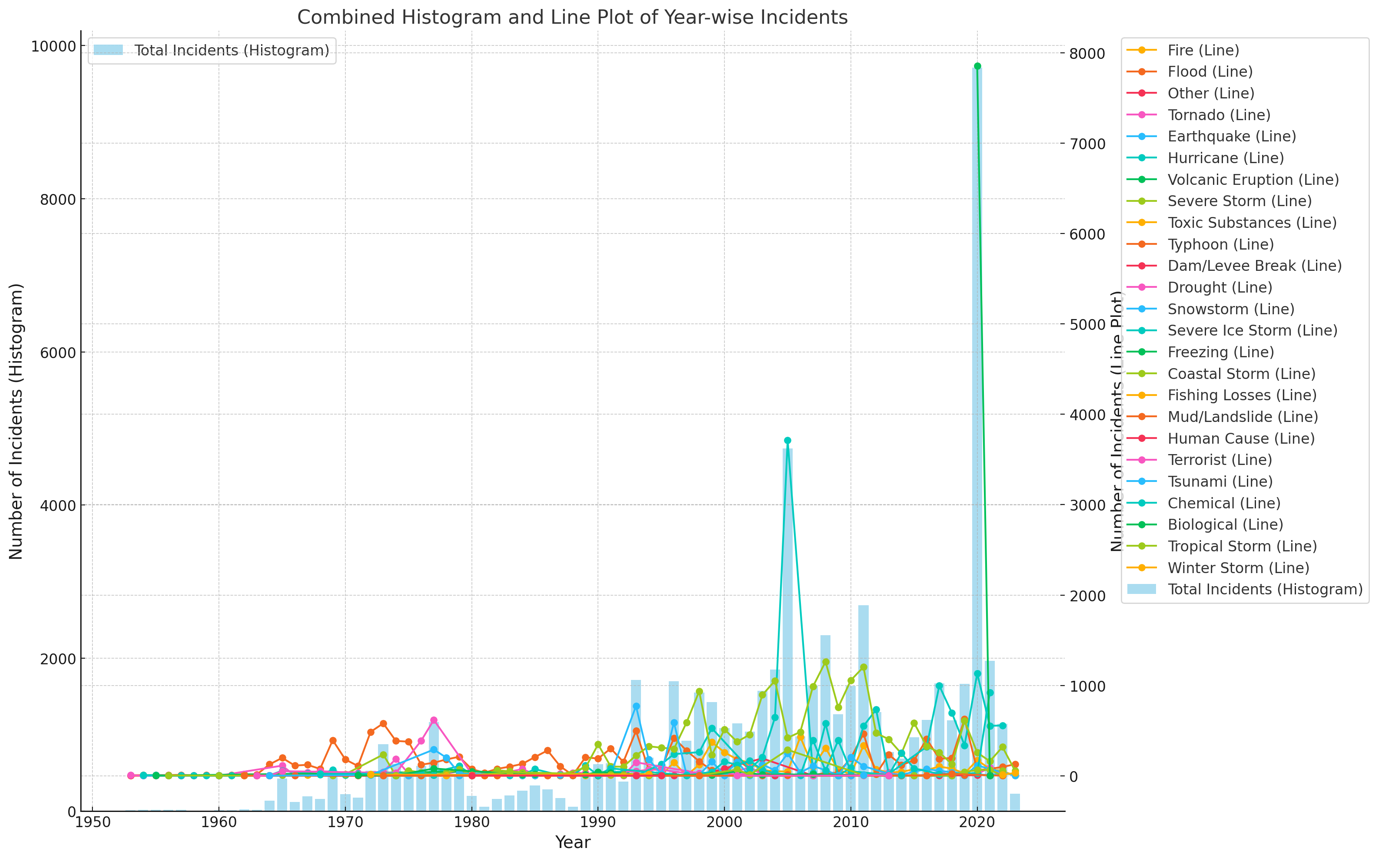 Combined Histogram and Line Plot of Year-wise Incidents
Total Incidents (Histogram)
Number of Incidents (Histogram)
10000
8000
6000
4000
2000
0
1950
1960
1970
1980
1990
2000
2010
2020
Year
8000
7000
6000
5000
4000
3000
2000
1000
0
Number of Incidents (Line Plot)
Fire (Line)
Flood (Line)
Other (Line)
Tornado (Line)
Earthquake (Line)
Hurricane (Line)
Volcanic Eruption (Line)
Severe Storm (Line)
Toxic Substances (Line)
Typhoon (Line)
Dam/Levee Break (Line)
Drought (Line)
Snowstorm (Line)
Severe Ice Storm (Line)
Freezing (Line)
Coastal Storm (Line)
Fishing Losses (Line)
Mud/Landslide (Line)
Human Cause (Line)
Terrorist (Line)
Tsunami (Line)
Chemical (Line)
Biological (Line)
Tropical Storm (Line)
Winter Storm (Line)
Total Incidents (Histogram)